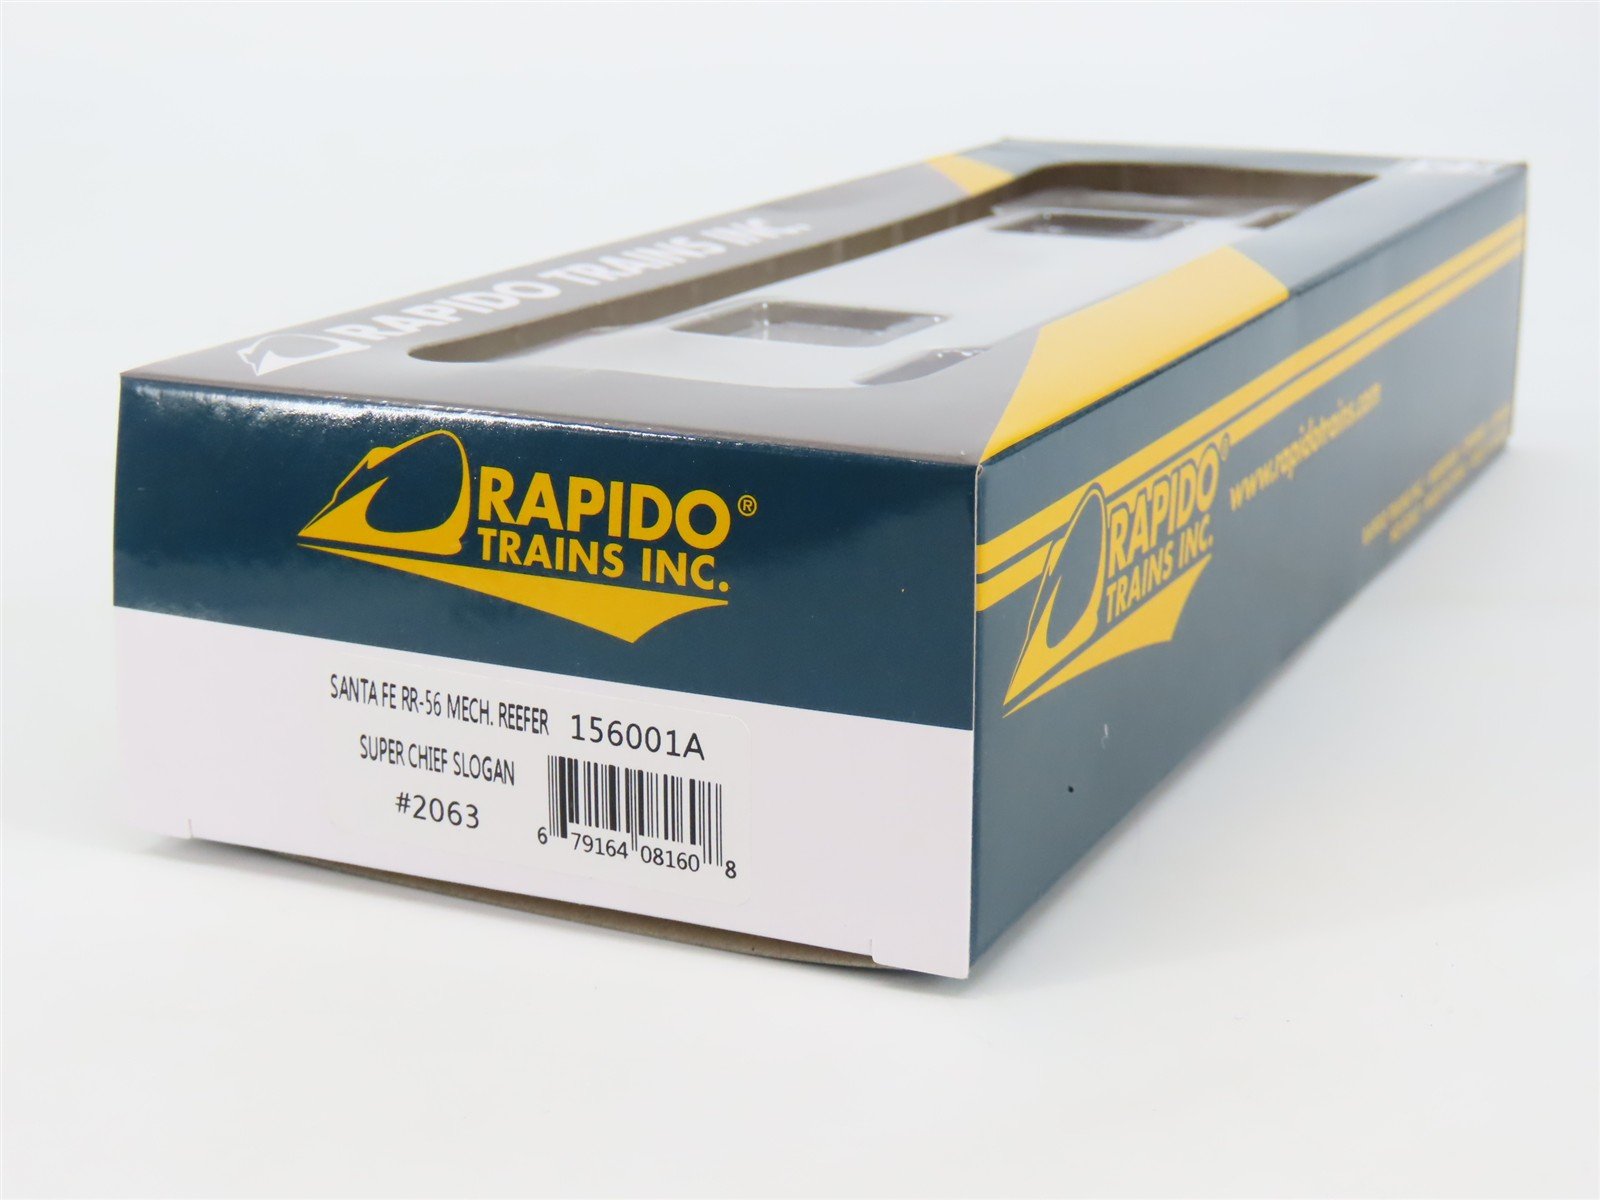 RAPIDO TRAINS INC.
RAPIDO®
TRAINS INC.
SANTA FE RR-56 MECH. REEFER 156001A
SUPER CHIEF SLOGAN
#2063
6 79164 08160 8
RAPIDO®
TRAINS INC.
www.rapidotrains.com